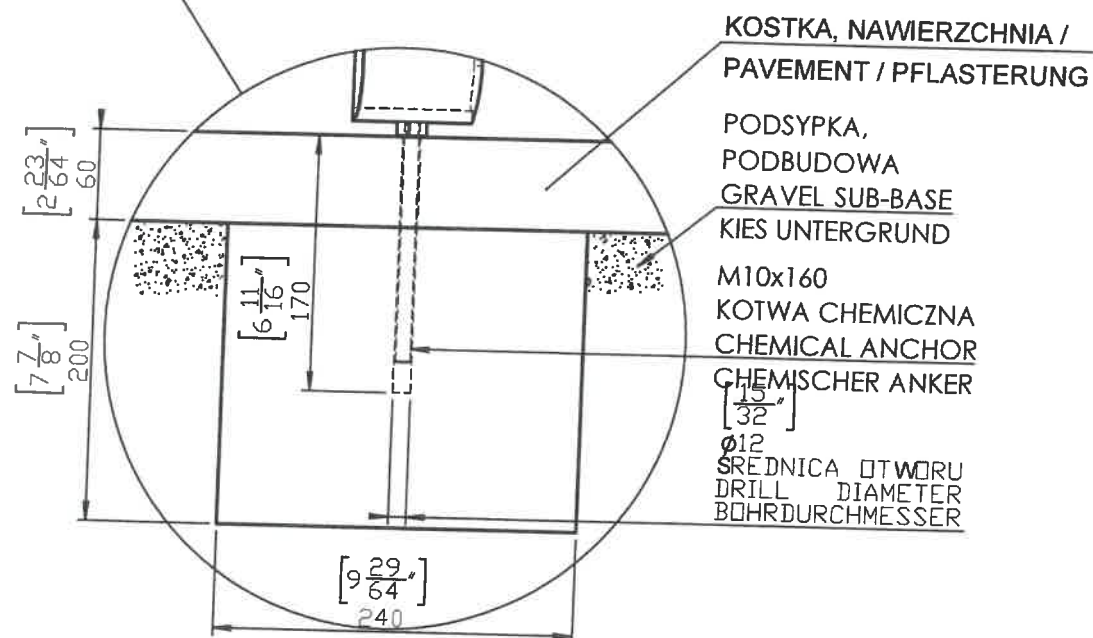 KOSTKA, NAWIERZCHNIA /
PAVEMENT / PFLASTERUNG
PODSYPKA,
PODBUDOWA
GRAVEL SUB-BASE
KIES UNTERGRUND
M10x160
KOTWA CHEMICZNA
CHEMICAL ANCHOR
CHEMISCHER ANKER
[15/32"]
ø12
ŚREDNICA OTWORU
DRILL DIAMETER
BOHRDURCHMESSER
[2 23/64"]
60
[7 7/8"]
200
[6 11/16"]
170
[9 29/64"]
240